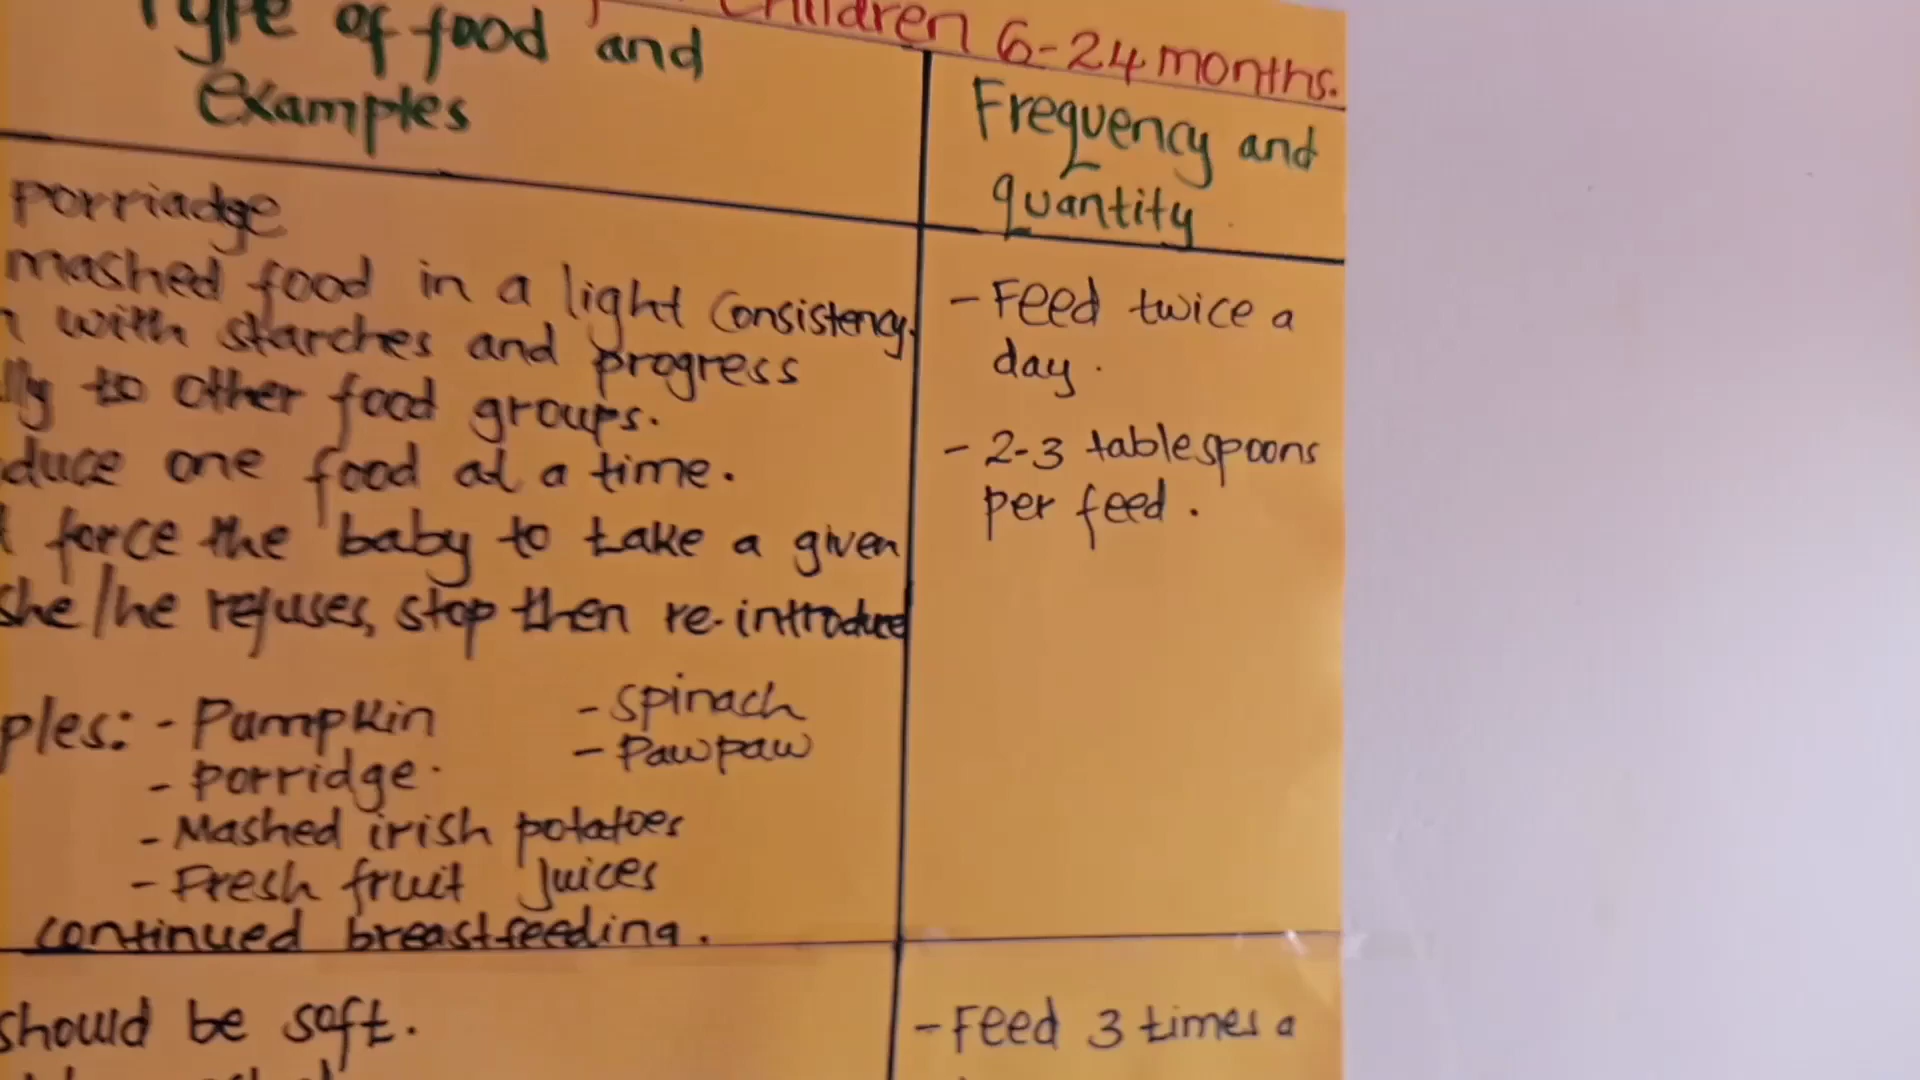 children 6-24 months.
Type of food and
Examples
Frequency and
quantity.
porriadge
mashed food in a light consistency.
with starches and progress
lly to other food groups.
duce one food at a time.
force the baby to take a given
she/he refuses, stop then re-introduce
ples: - Pumpkin
- porridge.
- Mashed irish potatoes
- Fresh fruit Juices
- spinach
- Pawpaw
continued breastfeeding.
- Feed twice a
day.
- 2-3 tablespoons
per feed.
should be soft.
- Feed 3 times a